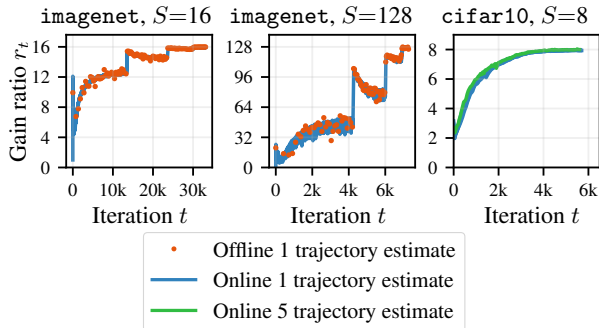 imagenet, S=16
imagenet, S=128
cifar10, S=8
Gain ratio r_t
16
12
8
4
0
128
96
64
32
0
8
6
4
2
0
0 10k 20k 30k
0 2k 4k 6k
0 2k 4k 6k
Iteration t
Iteration t
Iteration t
Offline 1 trajectory estimate
Online 1 trajectory estimate
Online 5 trajectory estimate